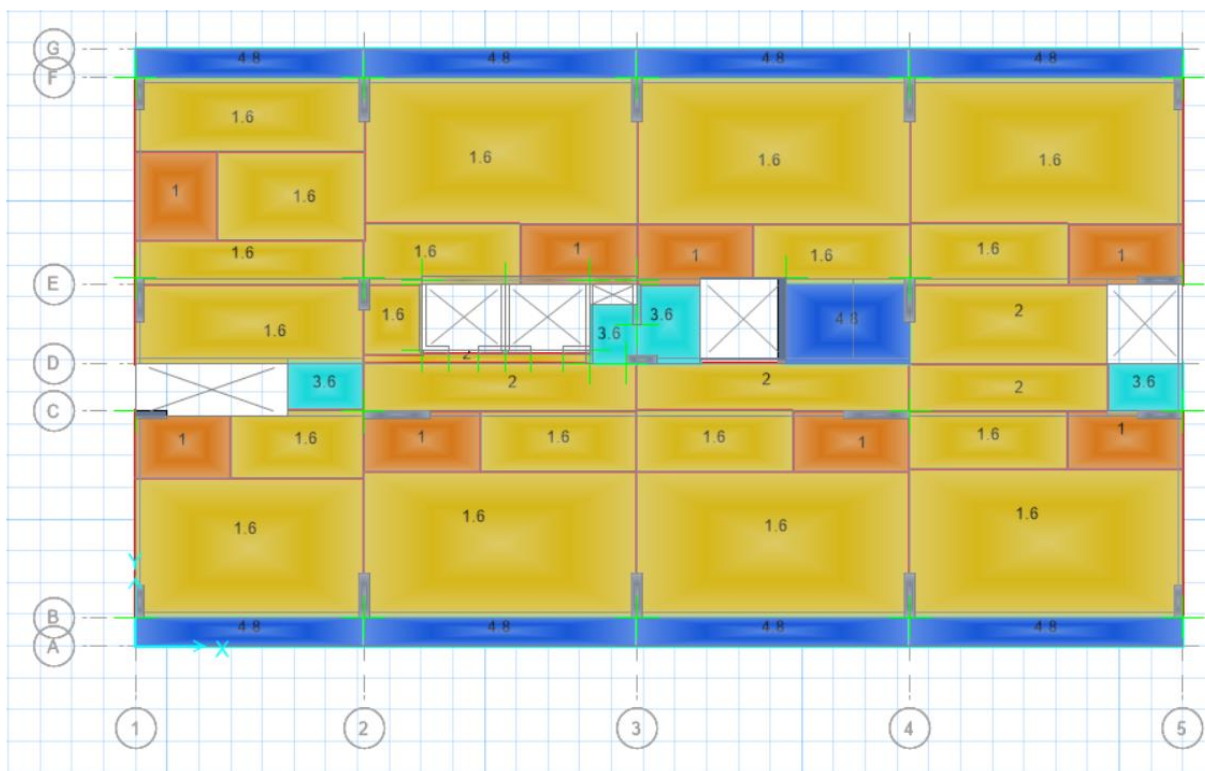 G
4.8 4.8 4.8 4.8
F
1.6
1.6 1.6 1.6
1 1.6
1.6 1.6 1 1 1.6 1.6 1
E
1.6 1.6 3.6 3.6 4.8 2
2
D
3.6 2 2 2 3.6
C
1 1.6 1 1.6 1.6 1 1.6 1
1.6 1.6 1.6 1.6
Y
B
4.8 4.8 4.8 4.8
A
X
1 2 3 4 5